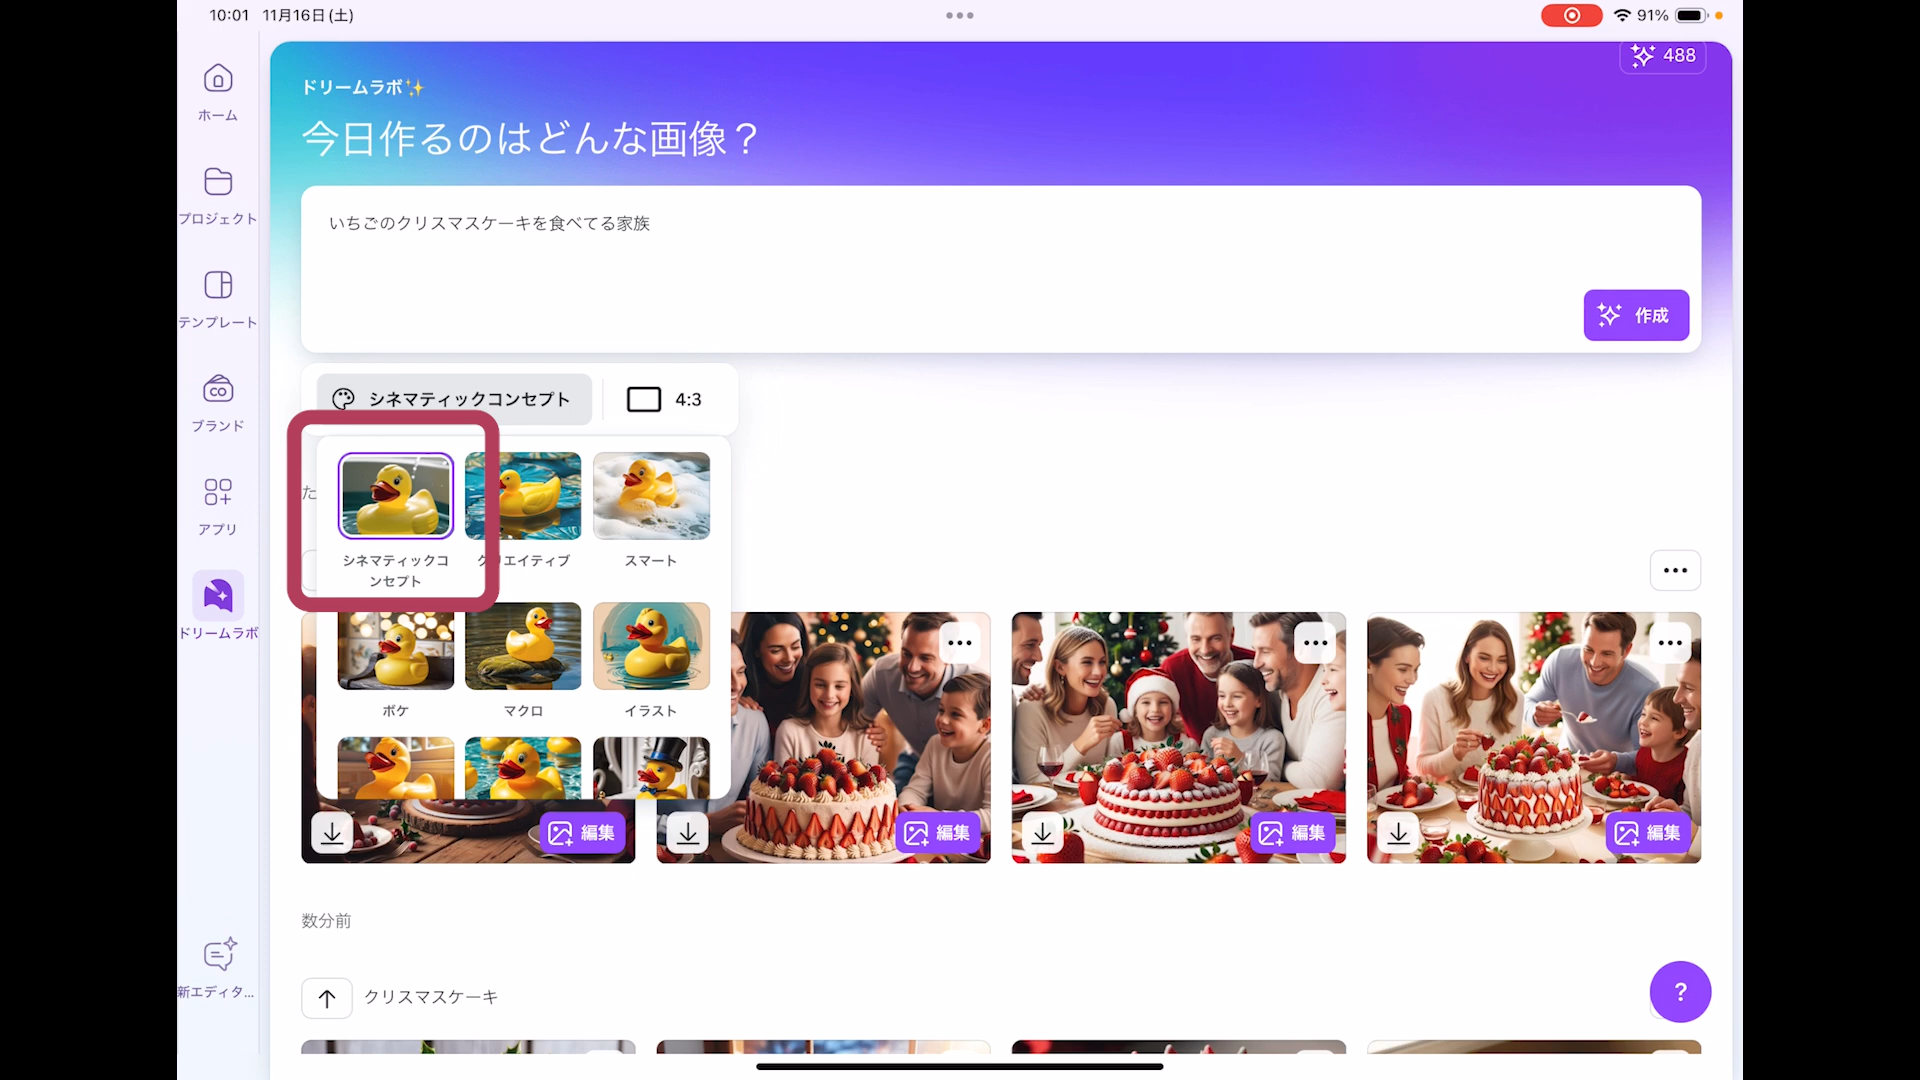 10:01 11月16日(土)
91%
488
ホーム
プロジェクト
テンプレート
CO
ブランド
アプリ
ドリームラボ
新エディタ...
ドリームラボ✨
今日作るのはどんな画像？
いちごのクリスマスケーキを食べてる家族
作成
シネマティックコンセプト
4:3
た
シネマティックコ
ンセプト
クリエイティブ
スマート
ボケ
マクロ
イラスト
編集
編集
編集
編集
数分前
クリスマスケーキ
?